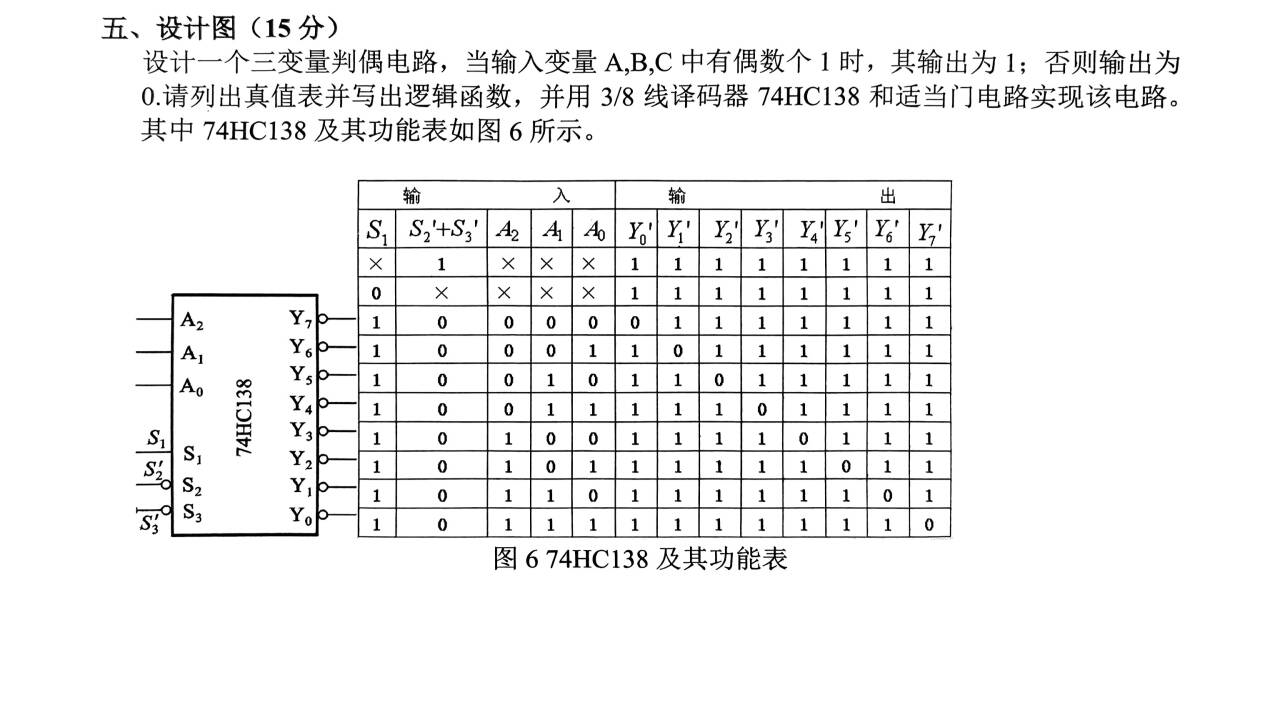 五、设计图（15 分）
设计一个三变量判偶电路，当输入变量 A,B,C 中有偶数个 1 时，其输出为 1；否则输出为
0.请列出真值表并写出逻辑函数，并用 3/8 线译码器 74HC138 和适当门电路实现该电路。
其中 74HC138 及其功能表如图 6 所示。
输 入 输 出
S₁ S₂'+S₃' A₂ A₁ A₀ Y₀' Y₁' Y₂' Y₃' Y₄' Y₅' Y₆' Y₇'
× 1 × × × 1 1 1 1 1 1 1 1
0 × × × × 1 1 1 1 1 1 1 1
1 0 0 0 0 0 1 1 1 1 1 1 1
1 0 0 0 1 1 0 1 1 1 1 1 1
1 0 0 1 0 1 1 0 1 1 1 1 1
1 0 0 1 1 1 1 1 0 1 1 1 1
1 0 1 0 0 1 1 1 1 0 1 1 1
1 0 1 0 1 1 1 1 1 1 0 1 1
1 0 1 1 0 1 1 1 1 1 1 0 1
1 0 1 1 1 1 1 1 1 1 1 1 0
A₂ Y₇
Y₆
A₁
Y₅
A₀
Y₄
74HC138
Y₃
S₁ S₁
Y₂
S₂' S₂
Y₁
S₃' S₃
Y₀
图 6 74HC138 及其功能表